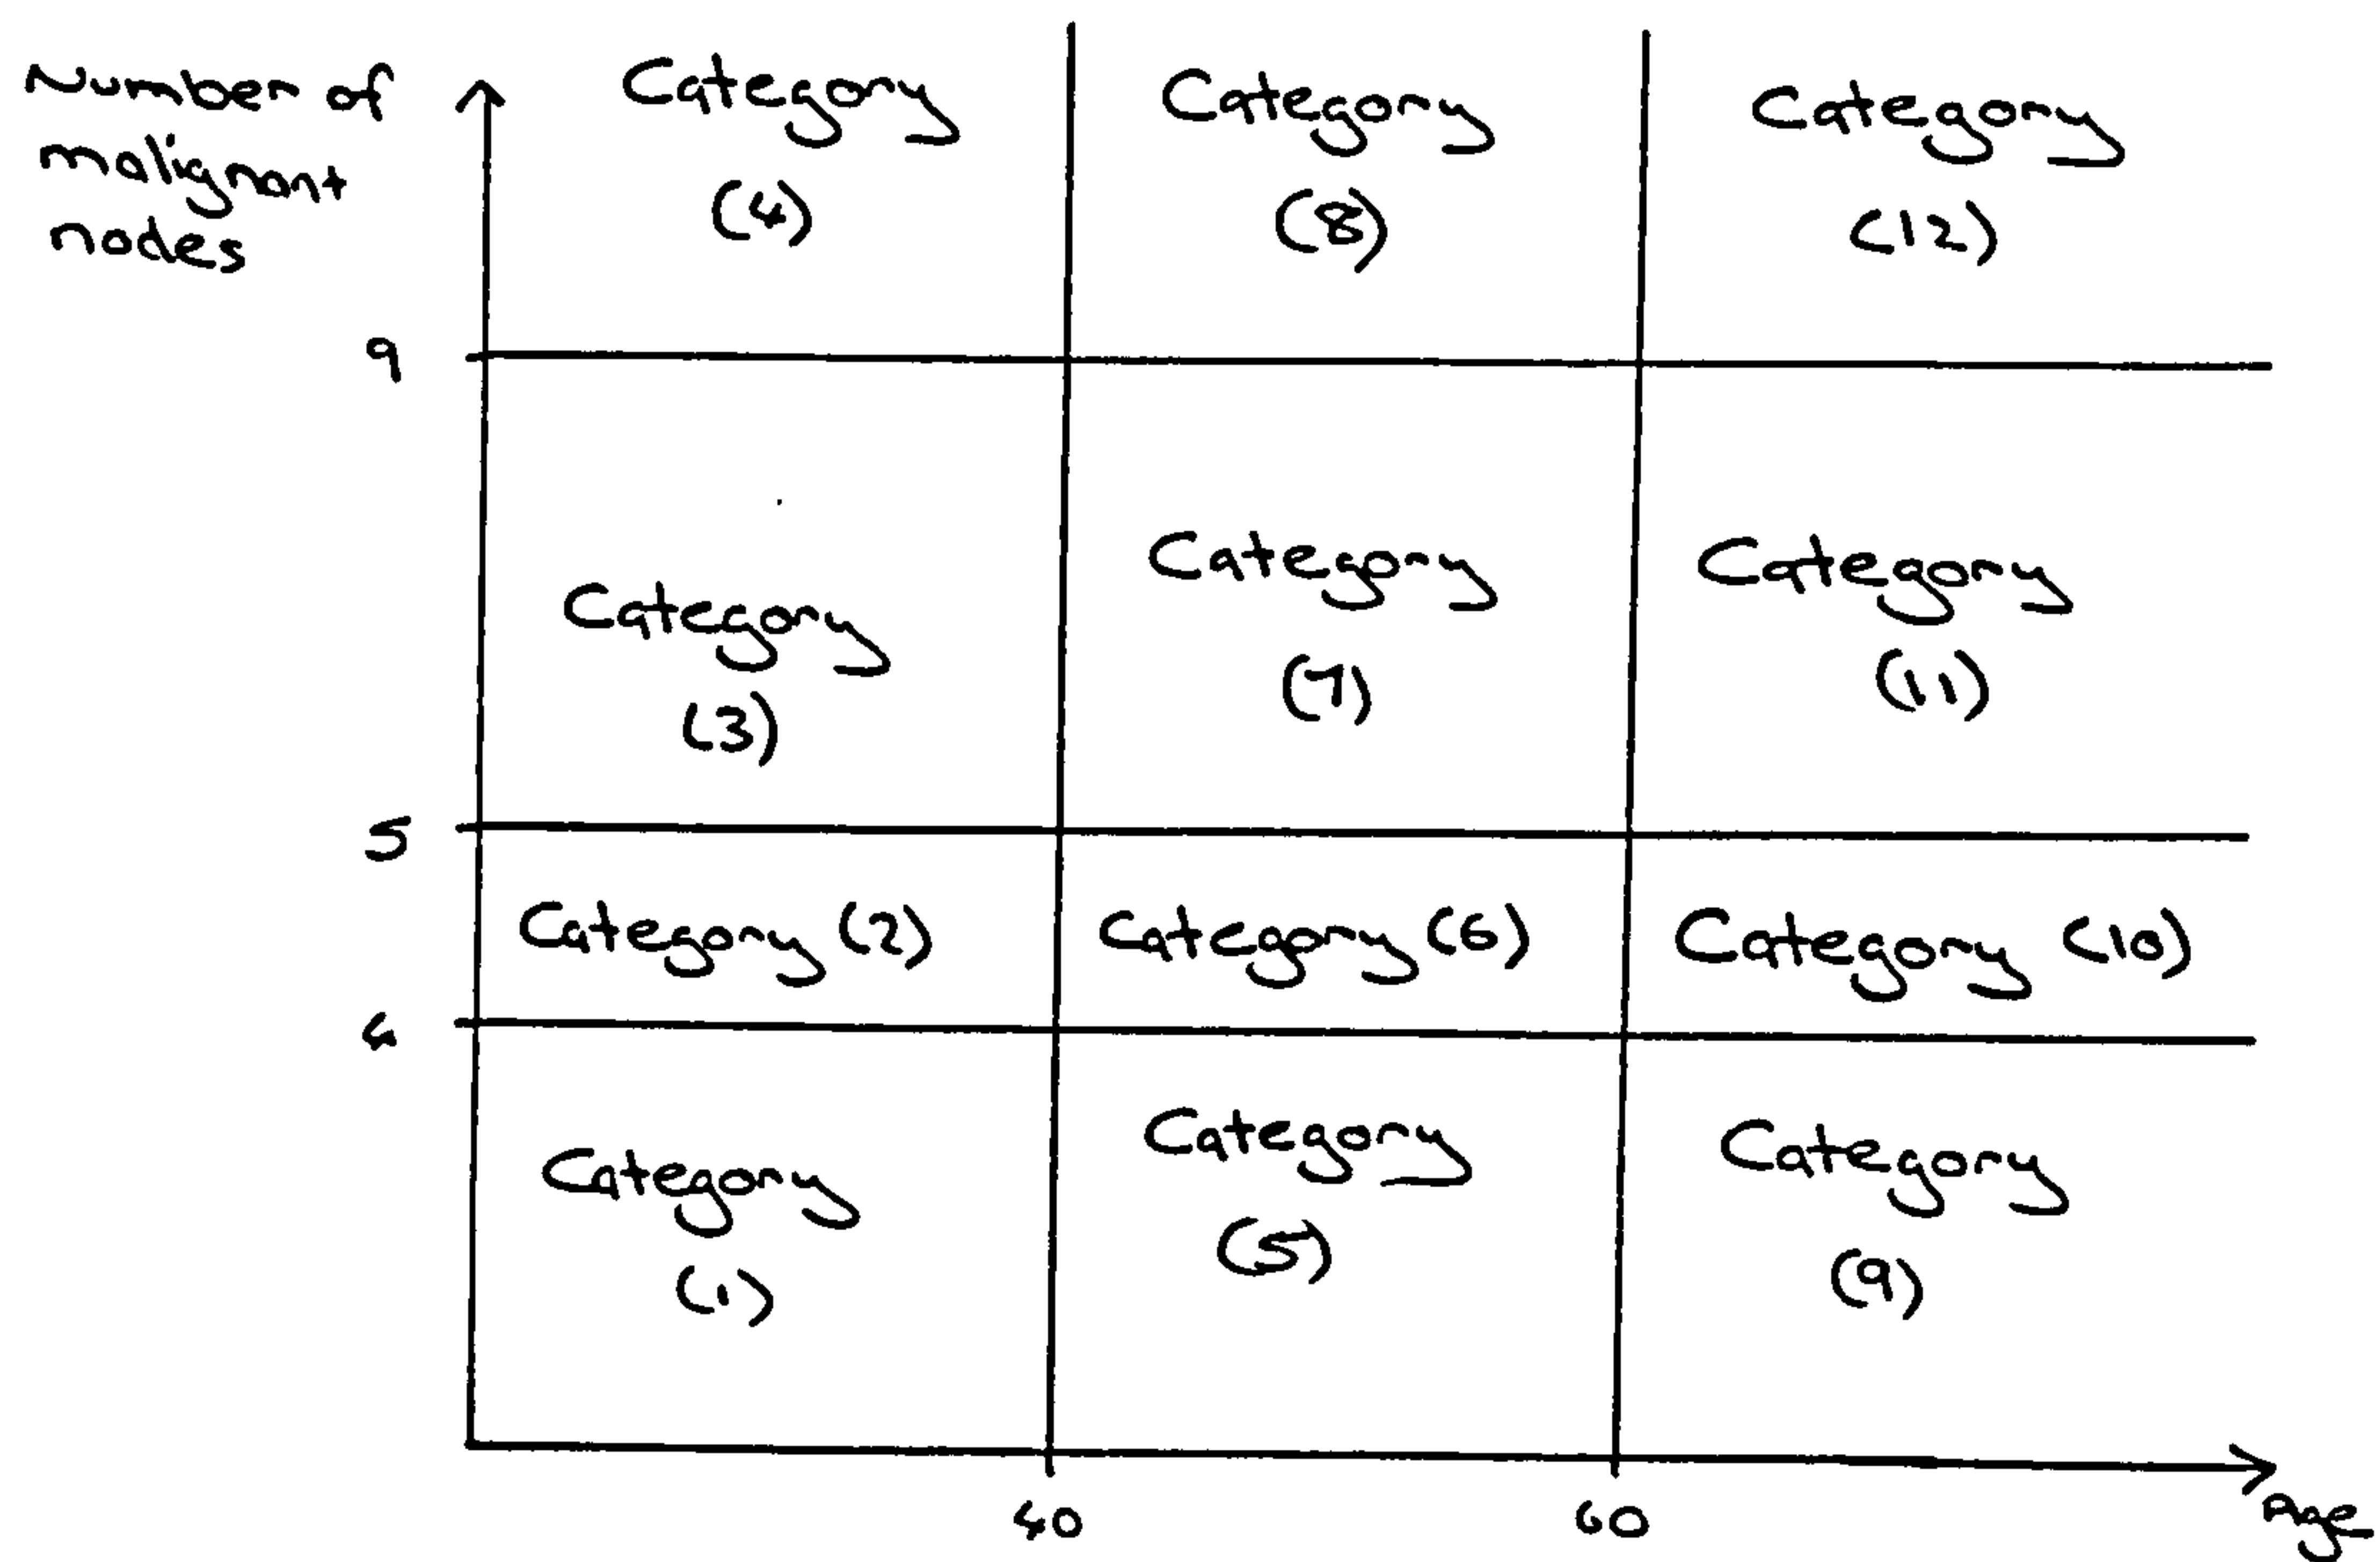 Number of
malignant
nodes
Category
(4)
Category
(8)
Category
(12)
9
Category
(3)
Category
(7)
Category
(11)
5
Category (2)
Category (6)
Category (10)
4
Category
(1)
Category
(5)
Category
(9)
40
60
age